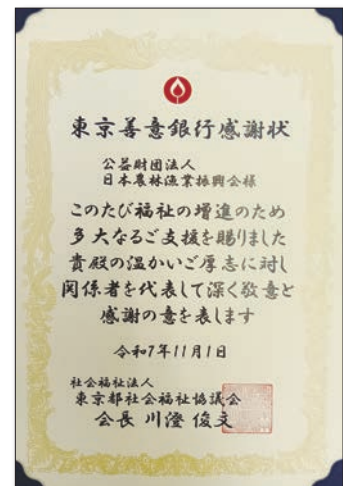 東京善意銀行感謝状
公益財団法人
日本農林漁業振興会様
このたび福祉の増進のため
多大なるご支援を賜りました
貴殿の温かいご厚志に対し
関係者を代表して深く敬意と
感謝の意を表します
令和7年11月1日
社会福祉法人
東京都社会福祉協議会
会長 川澄 俊文